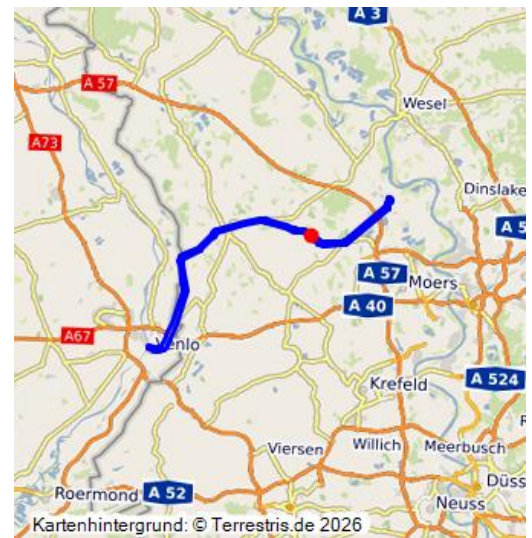 A 3
A 57
Wesel
A73
Dinslake
A 5
A 57
Moers
A 40
A67
Venlo
A 524
Krefeld
Viersen
Willich
Meerbusch
Roermond
A 52
Düss
Neuss
Kartenhintergrund: © Terrestris.de 2026